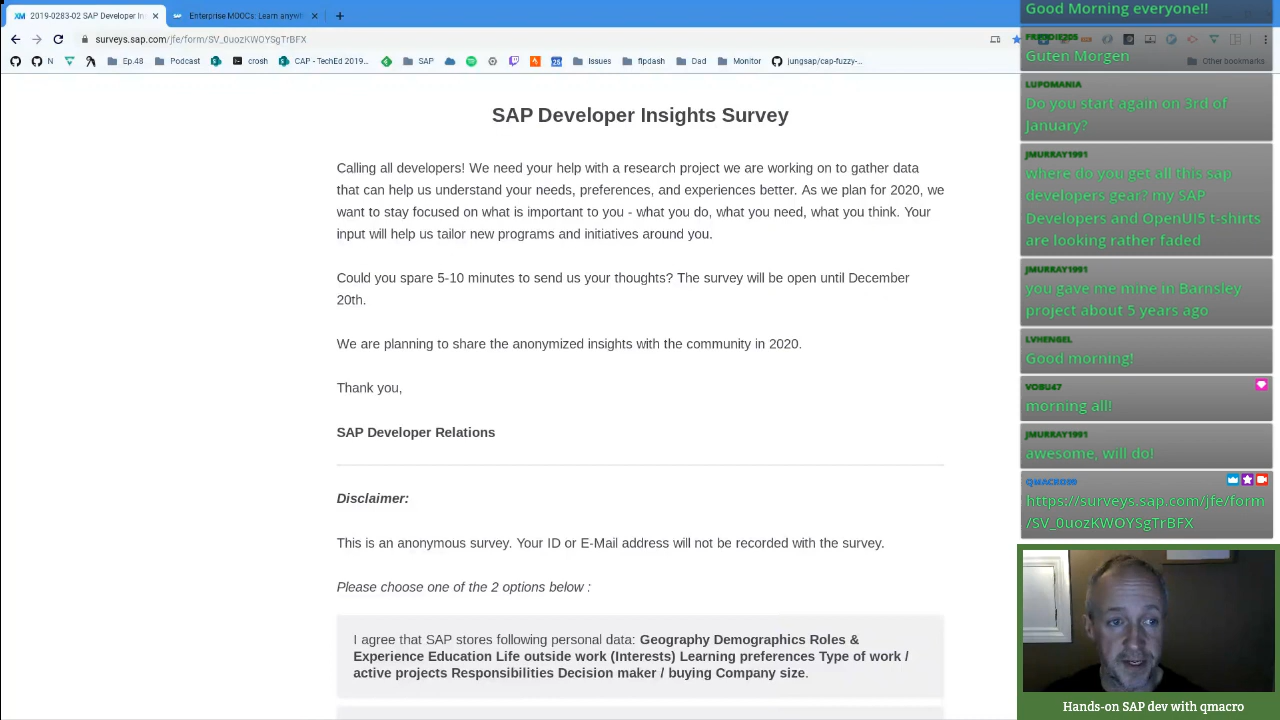 2019-0283-02 SAP Developer In
Enterprise MOOCs: Learn anywh
surveys.sap.com/jfe/form/SV_0uozKWOYSgTrBFX
N
Ep.48
Podcast
crosh
CAP - TechEd 2019...
SAP
Issues
flpdash
Dad
Monitor
jungsap/cap-fuzzy-...
Other bookmarks
SAP Developer Insights Survey
Calling all developers! We need your help with a research project we are working on to gather data
that can help us understand your needs, preferences, and experiences better. As we plan for 2020, we
want to stay focused on what is important to you - what you do, what you need, what you think. Your
input will help us tailor new programs and initiatives around you.
Could you spare 5-10 minutes to send us your thoughts? The survey will be open until December
20th.
We are planning to share the anonymized insights with the community in 2020.
Thank you,
SAP Developer Relations
Disclaimer:
This is an anonymous survey. Your ID or E-Mail address will not be recorded with the survey.
Please choose one of the 2 options below :
I agree that SAP stores following personal data: Geography Demographics Roles &
Experience Education Life outside work (Interests) Learning preferences Type of work /
active projects Responsibilities Decision maker / buying Company size.
Good Morning everyone!!
Guten Morgen
LUPOMANIA
Do you start again on 3rd of
January?
JMURRAY1991
where do you get all this sap
developers gear? my SAP
Developers and OpenUI5 t-shirts
are looking rather faded
JMURRAY1991
you gave me mine in Barnsley
project about 5 years ago
LVHENGEL
Good morning!
VOBU47
morning all!
JMURRAY1991
awesome, will do!
QMACRO09
https://surveys.sap.com/jfe/form
/SV_0uozKWOYSgTrBFX
Hands-on SAP dev with qmacro